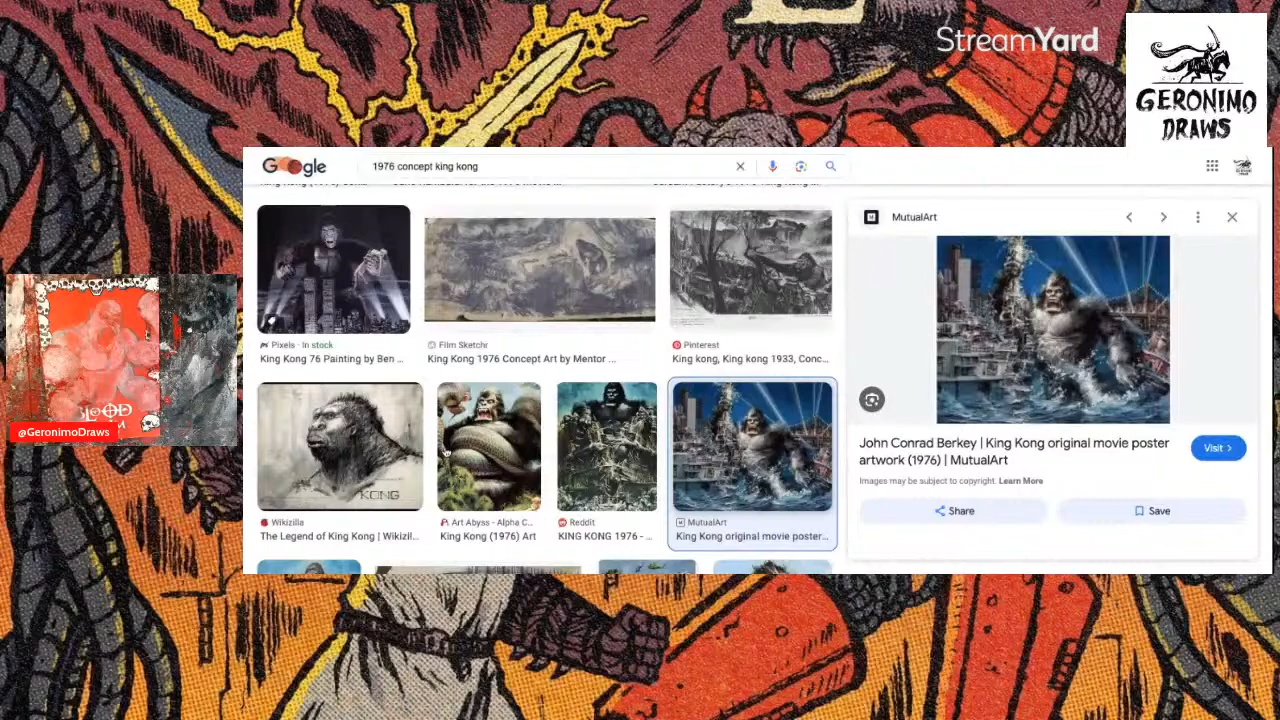 StreamYard
GERONIMO
DRAWS
Google
1976 concept king kong
MutualArt
Pixels · In stock
King Kong 76 Painting by Ben ...
Film Sketchr
King Kong 1976 Concept Art by Mentor ...
Pinterest
King kong, King kong 1933, Conc...
@GeronimoDraws
KONG
Wikizilla
The Legend of King Kong | Wikizil...
Art Abyss - Alpha C...
King Kong (1976) Art
Reddit
KING KONG 1976 - ...
MutualArt
King Kong original movie poster...
John Conrad Berkey | King Kong original movie poster
artwork (1976) | MutualArt
Visit
Images may be subject to copyright. Learn More
Share
Save